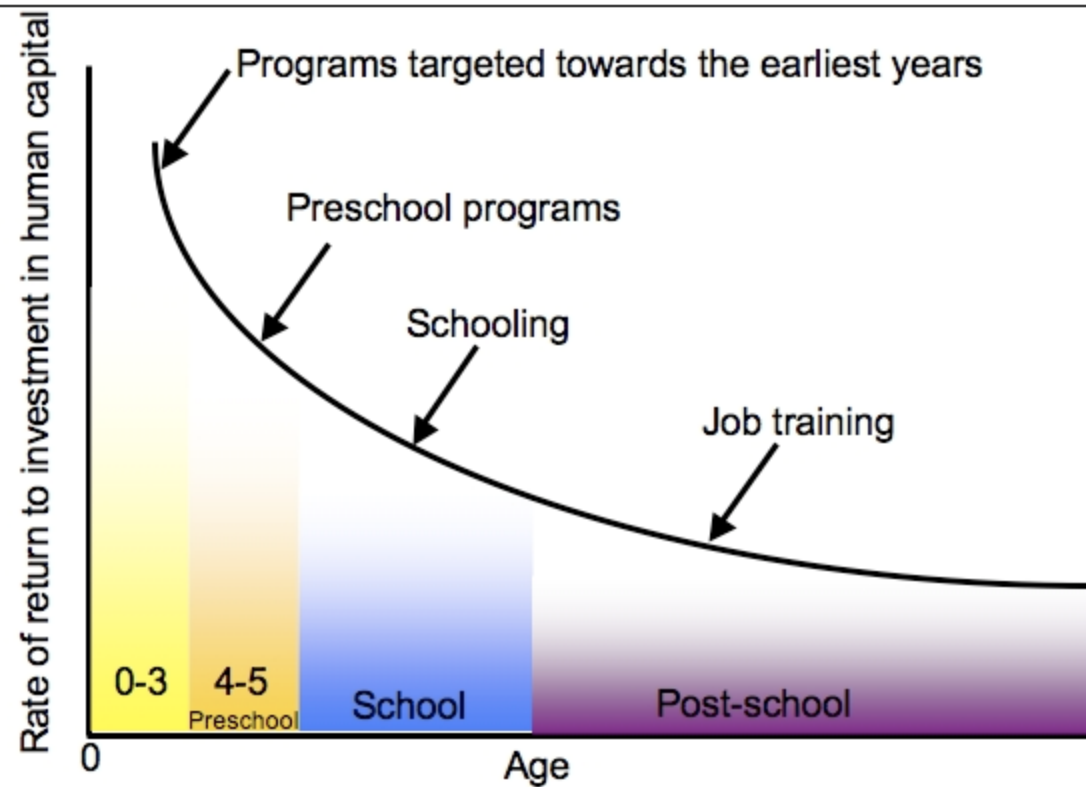 Rate of return to investment in human capital
Programs targeted towards the earliest years
Preschool programs
Schooling
Job training
0-3
4-5
Preschool
School
Post-school
0
Age